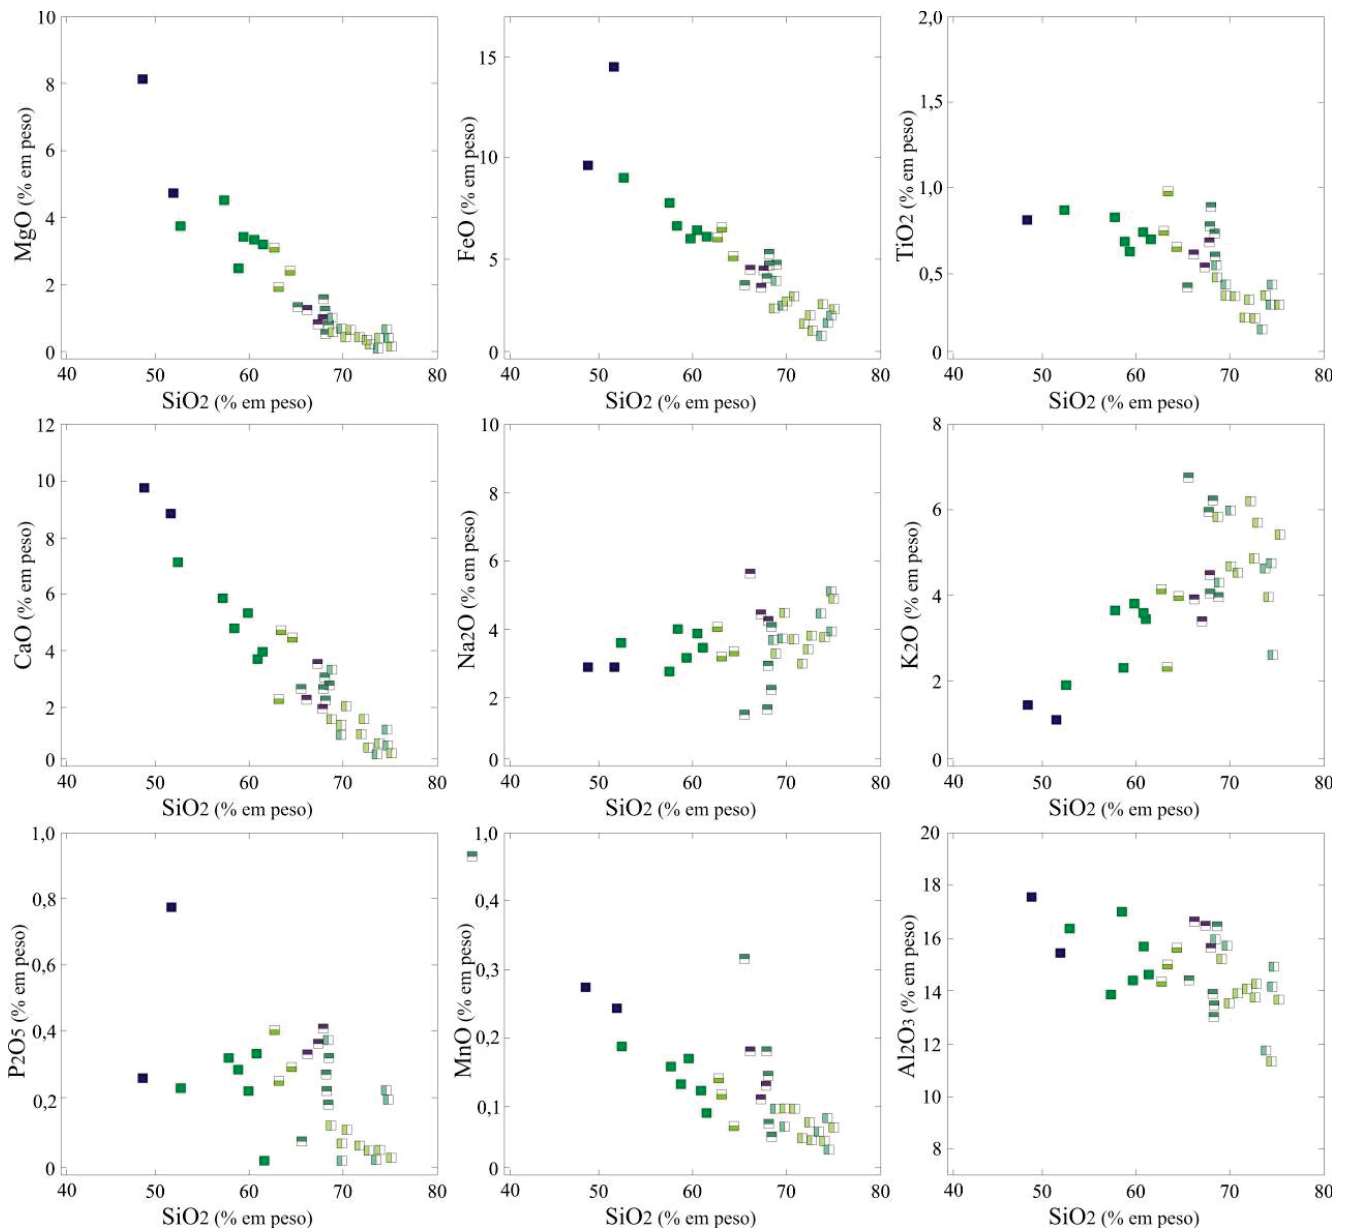 10
8
6
4
2
0
MgO (% em peso)
40 50 60 70 80
SiO2 (% em peso)
15
10
5
0
FeO (% em peso)
40 50 60 70 80
SiO2 (% em peso)
2,0
1,5
1,0
0,5
0
TiO2 (% em peso)
40 50 60 70 80
SiO2 (% em peso)
12
10
8
6
4
2
0
CaO (% em peso)
40 50 60 70 80
SiO2 (% em peso)
10
8
6
4
2
0
Na2O (% em peso)
40 50 60 70 80
SiO2 (% em peso)
8
6
4
2
0
K2O (% em peso)
40 50 60 70 80
SiO2 (% em peso)
1,0
0,8
0,6
0,4
0,2
0
P2O5 (% em peso)
40 50 60 70 80
SiO2 (% em peso)
1,0
0,4
0,3
0,2
0,1
0
MnO (% em peso)
40 50 60 70 80
SiO2 (% em peso)
20
18
16
14
12
10
8
Al2O3 (% em peso)
40 50 60 70 80
SiO2 (% em peso)